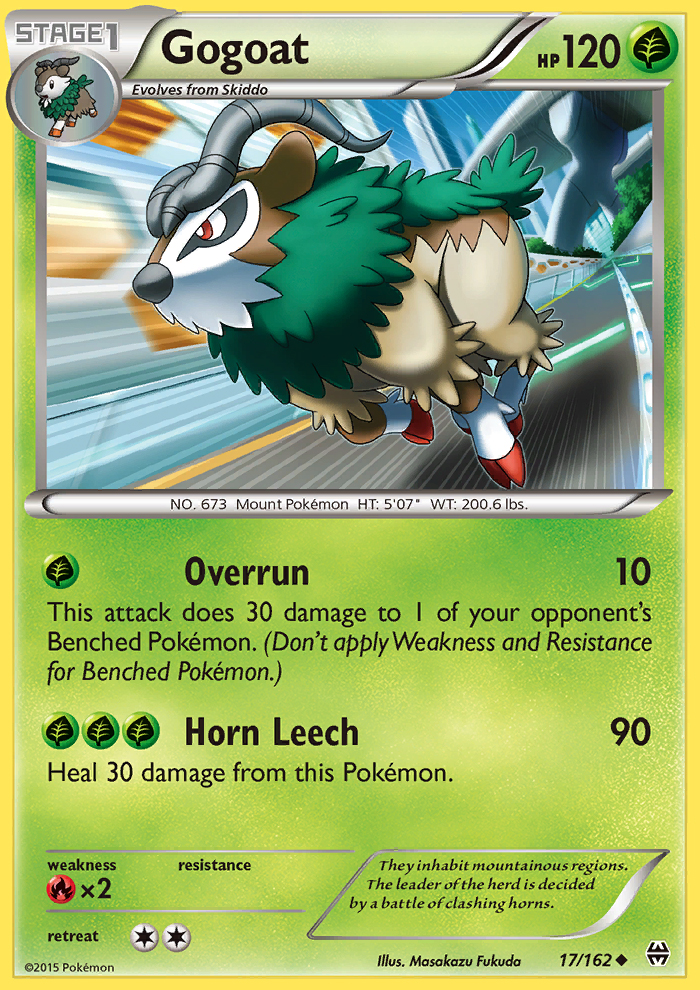 STAGE1
Gogoat
HP120
Evolves from Skiddo
NO. 673 Mount Pokémon HT: 5'07" WT: 200.6 lbs.
Overrun 10
This attack does 30 damage to 1 of your opponent's
Benched Pokémon. (Don't apply Weakness and Resistance
for Benched Pokémon.)
Horn Leech 90
Heal 30 damage from this Pokémon.
weakness resistance
×2
They inhabit mountainous regions.
The leader of the herd is decided
by a battle of clashing horns.
retreat
©2015 Pokémon
Illus. Masakazu Fukuda
17/162